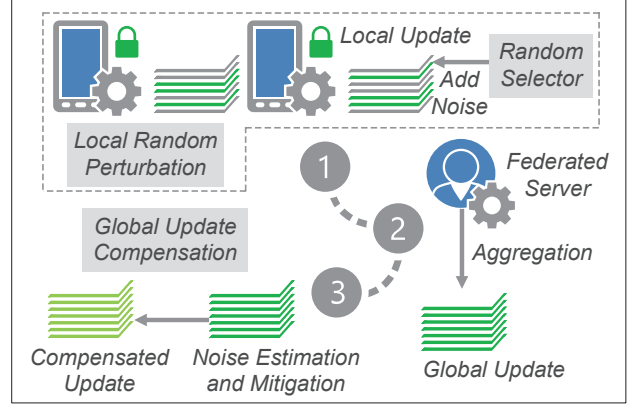 Local Update
Random
Selector
Add
Noise
Local Random
Perturbation
1
Federated
Server
2
Global Update
Compensation
Aggregation
3
Compensated
Update
Noise Estimation
and Mitigation
Global Update